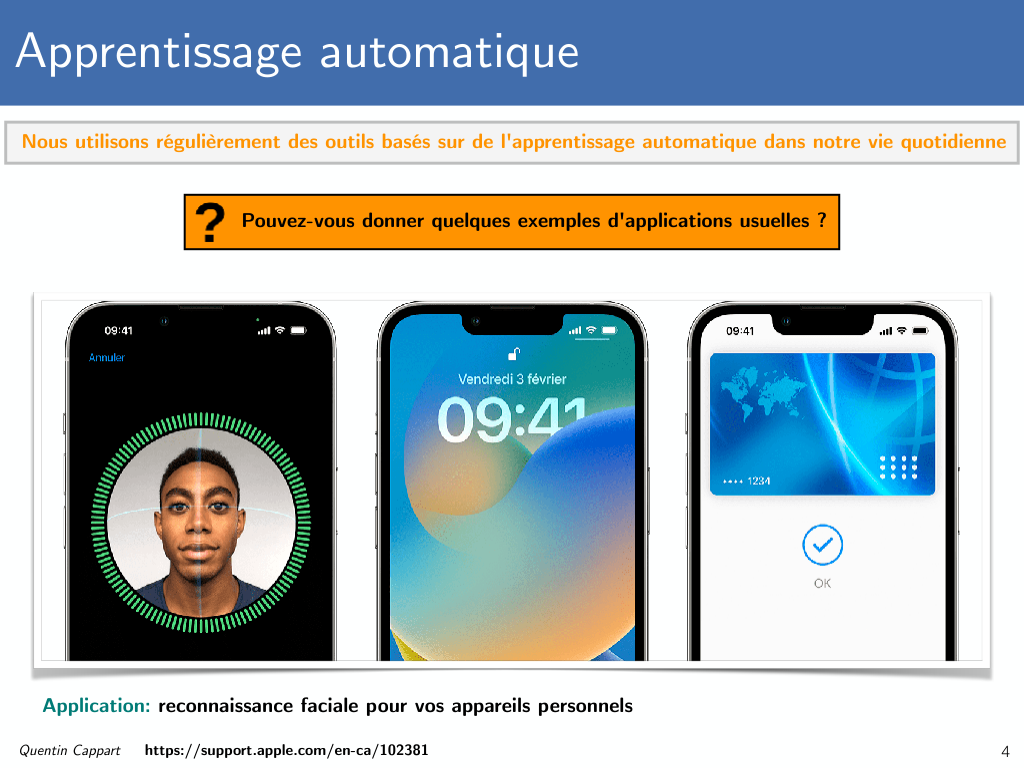 Apprentissage automatique
Nous utilisons régulièrement des outils basés sur de l'apprentissage automatique dans notre vie quotidienne
? Pouvez-vous donner quelques exemples d'applications usuelles ?
09:41
Annuler
Vendredi 3 février
09:41
09:41
•••• 1234
OK
Application: reconnaissance faciale pour vos appareils personnels
Quentin Cappart https://support.apple.com/en-ca/102381 4